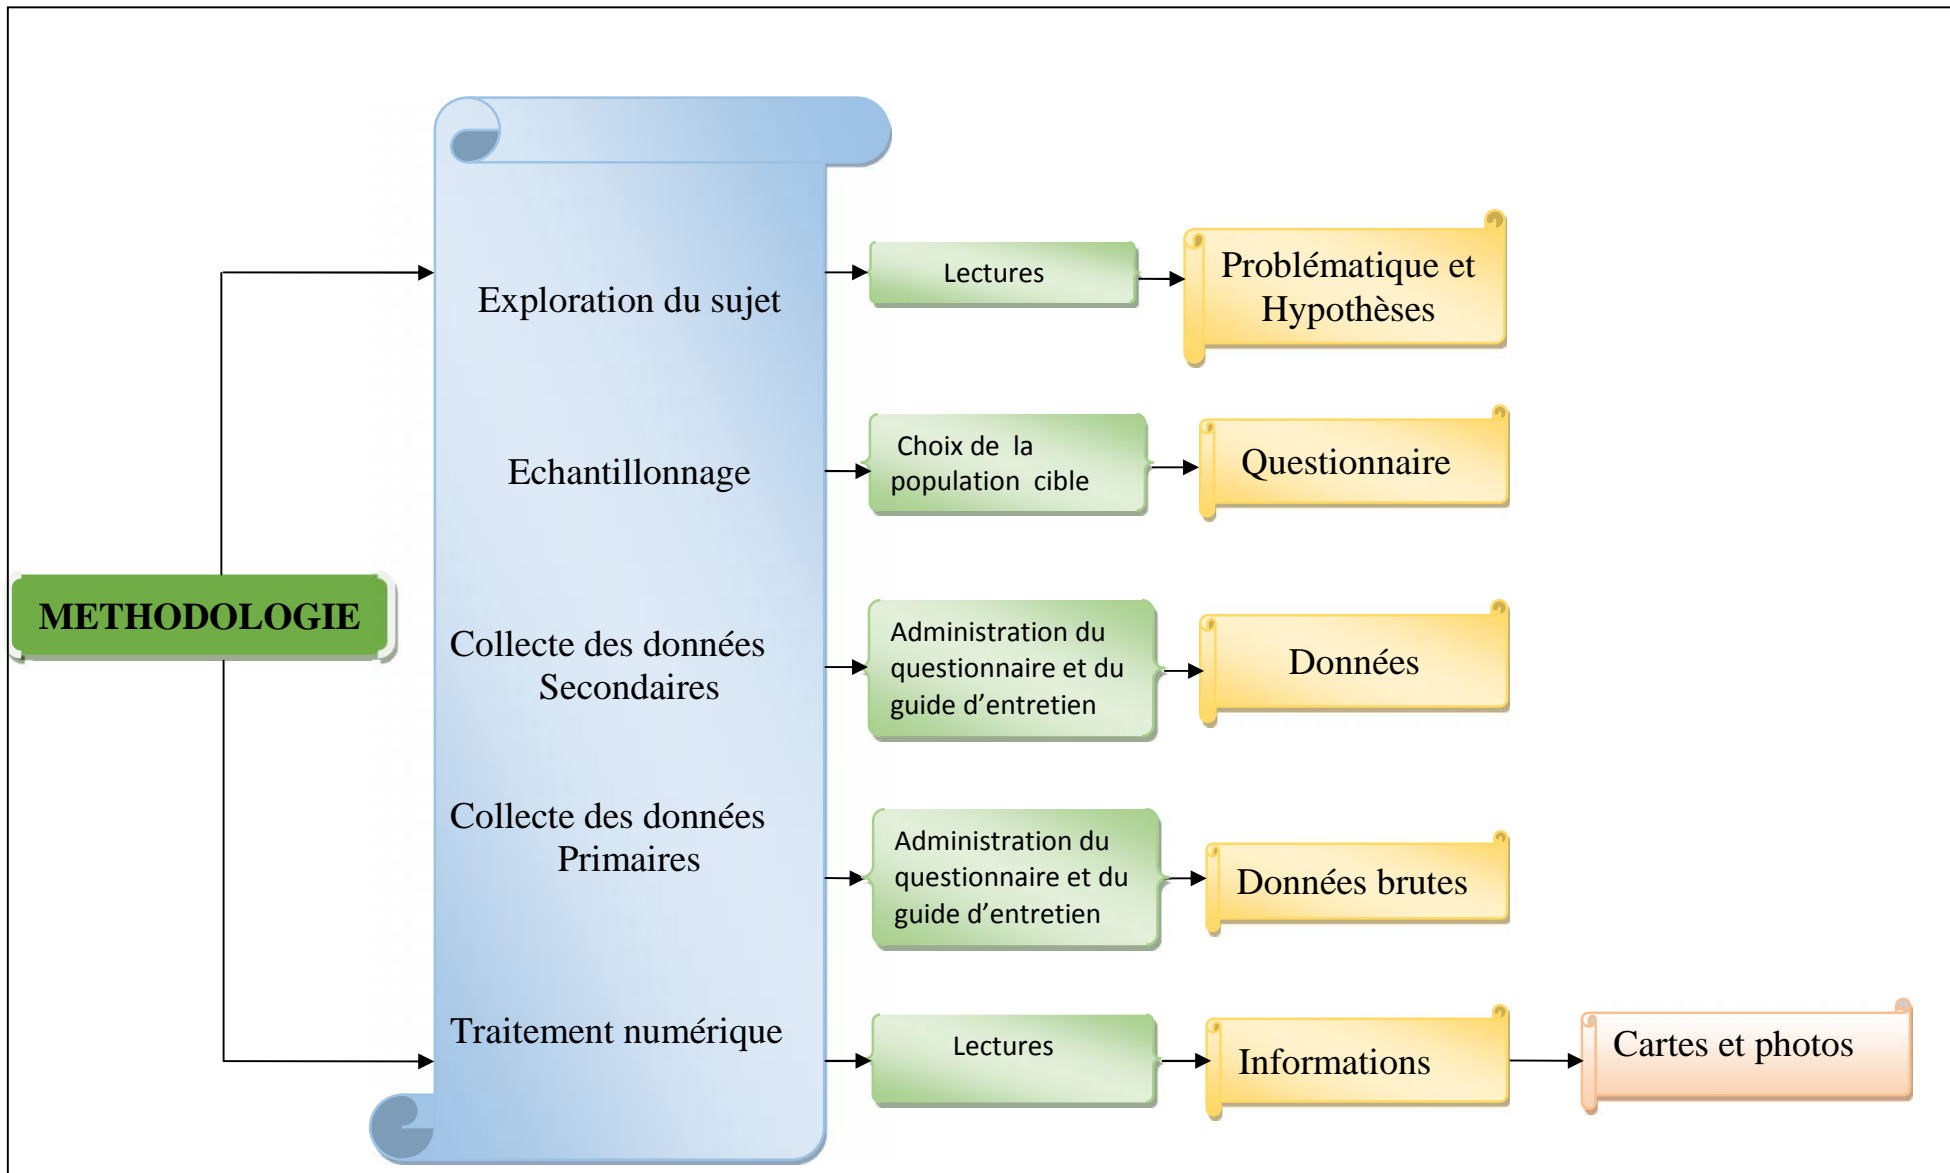 METHODOLOGIE
Exploration du sujet
Lectures
Problématique et
Hypothèses
Echantillonnage
Choix de la
population cible
Questionnaire
Collecte des données
Secondaires
Administration du
questionnaire et du
guide d’entretien
Données
Collecte des données
Primaires
Administration du
questionnaire et du
guide d’entretien
Données brutes
Traitement numérique
Lectures
Informations
Cartes et photos